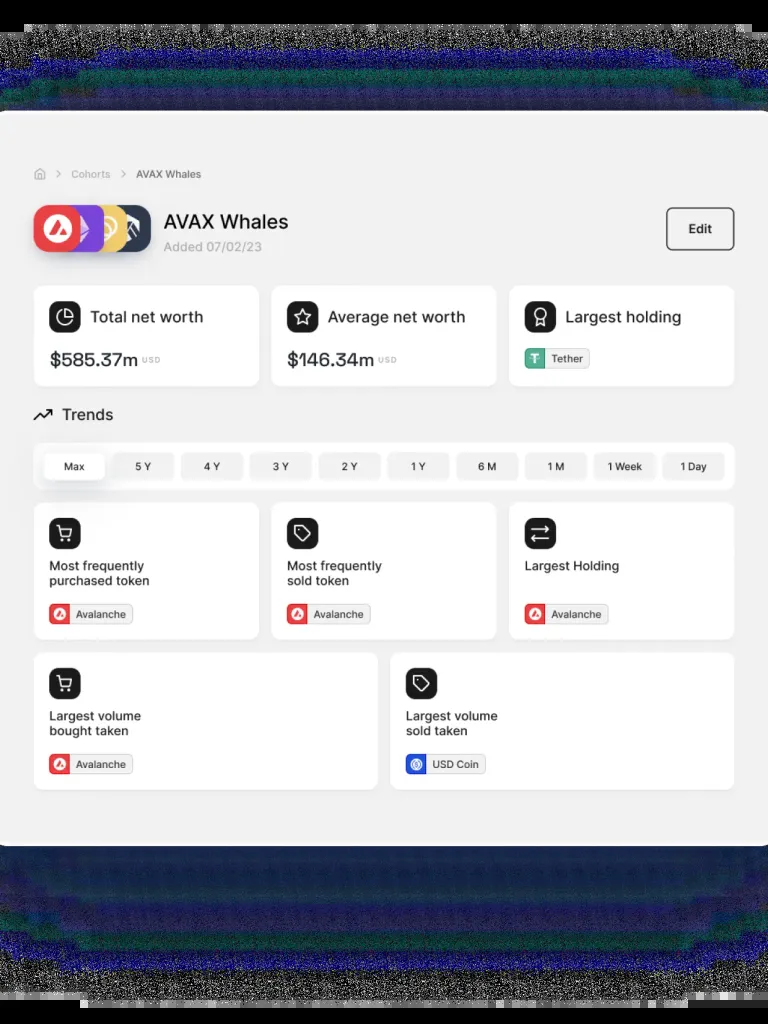 Cohorts AVAX Whales
AVAX Whales
Added 07/02/23
Edit
Total net worth
$585.37m USD
Average net worth
$146.34m USD
Largest holding
Tether
Trends
Max 5 Y 4 Y 3 Y 2 Y 1 Y 6 M 1 M 1 Week 1 Day
Most frequently
purchased token
Avalanche
Most frequently
sold token
Avalanche
Largest Holding
Avalanche
Largest volume
bought taken
Avalanche
Largest volume
sold taken
USD Coin